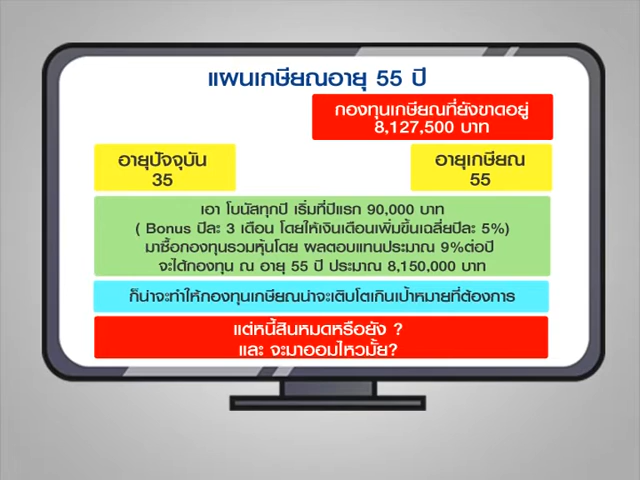 แผนเกษียณอายุ 55 ปี
กองทุนเกษียณที่ยังขาดอยู่
8,127,500 บาท
อายุปัจจุบัน
35
อายุเกษียณ
55
เอา โบนัสทุกปี เริ่มที่ปีแรก 90,000 บาท
( Bonus ปีละ 3 เดือน โดยให้เงินเดือนเพิ่มขึ้นเฉลี่ยปีละ 5%)
มาซื้อกองทุนรวมหุ้นโดย ผลตอบแทนประมาณ 9%ต่อปี
จะได้กองทุน ณ อายุ 55 ปี ประมาณ 8,150,000 บาท
ก็น่าจะทำให้กองทุนเกษียณน่าจะเติบโตเกินเป้าหมายที่ต้องการ
แต่หนี้สินหมดหรือยัง ?
และ จะมาออมไหวมั้ย?